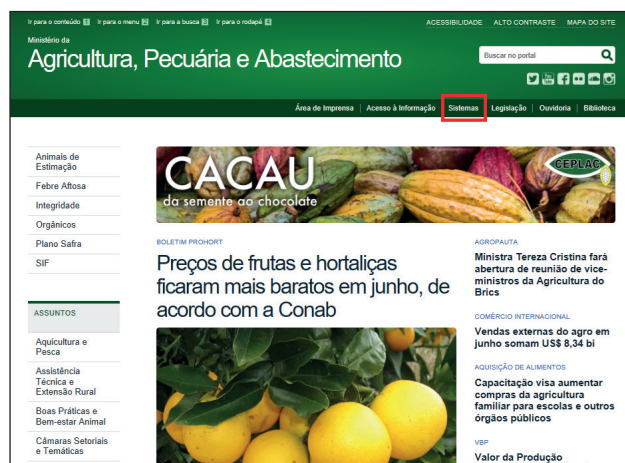 Ir para o conteúdo 1 Ir para o menu 2 Ir para a busca 3 Ir para o rodapé 4
ACESSIBILIDADE ALTO CONTRASTE MAPA DO SITE
Ministério da
Agricultura, Pecuária e Abastecimento
Buscar no portal
Área de Imprensa | Acesso à Informação Sistemas Legislação | Ouvidoria | Biblioteca
Animais de
Estimação
Febre Aftosa
Integridade
Orgânicos
Plano Safra
SIF
ASSUNTOS
Aquicultura e
Pesca
Assistência
Técnica e
Extensão Rural
Boas Práticas e
Bem-estar Animal
Câmaras Setoriais
e Temáticas
CACAU
da semente ao chocolate
CEPLAC
BOLETIM PROHORT
Preços de frutas e hortaliças
ficaram mais baratos em junho, de
acordo com a Conab
AGROPAUTA
Ministra Tereza Cristina fará
abertura de reunião de vice-
ministros da Agricultura do
Brics
COMÉRCIO INTERNACIONAL
Vendas externas do agro em
junho somam US$ 8,34 bi
AQUISIÇÃO DE ALIMENTOS
Capacitação visa aumentar
compras da agricultura
familiar para escolas e outros
órgãos públicos
VBP
Valor da Produção